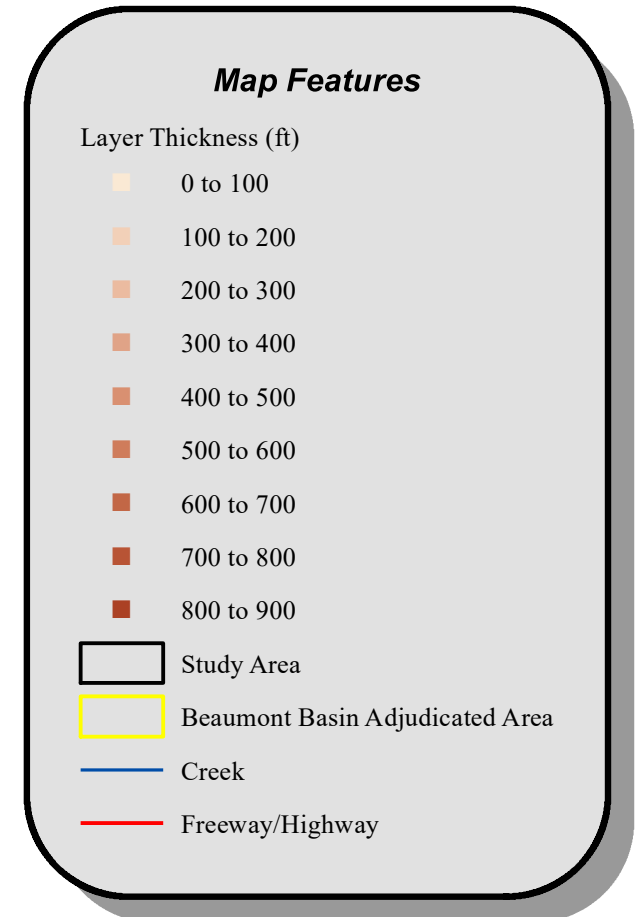 Map Features
Layer Thickness (ft)
0 to 100
100 to 200
200 to 300
300 to 400
400 to 500
500 to 600
600 to 700
700 to 800
800 to 900
Study Area
Beaumont Basin Adjudicated Area
Creek
Freeway/Highway